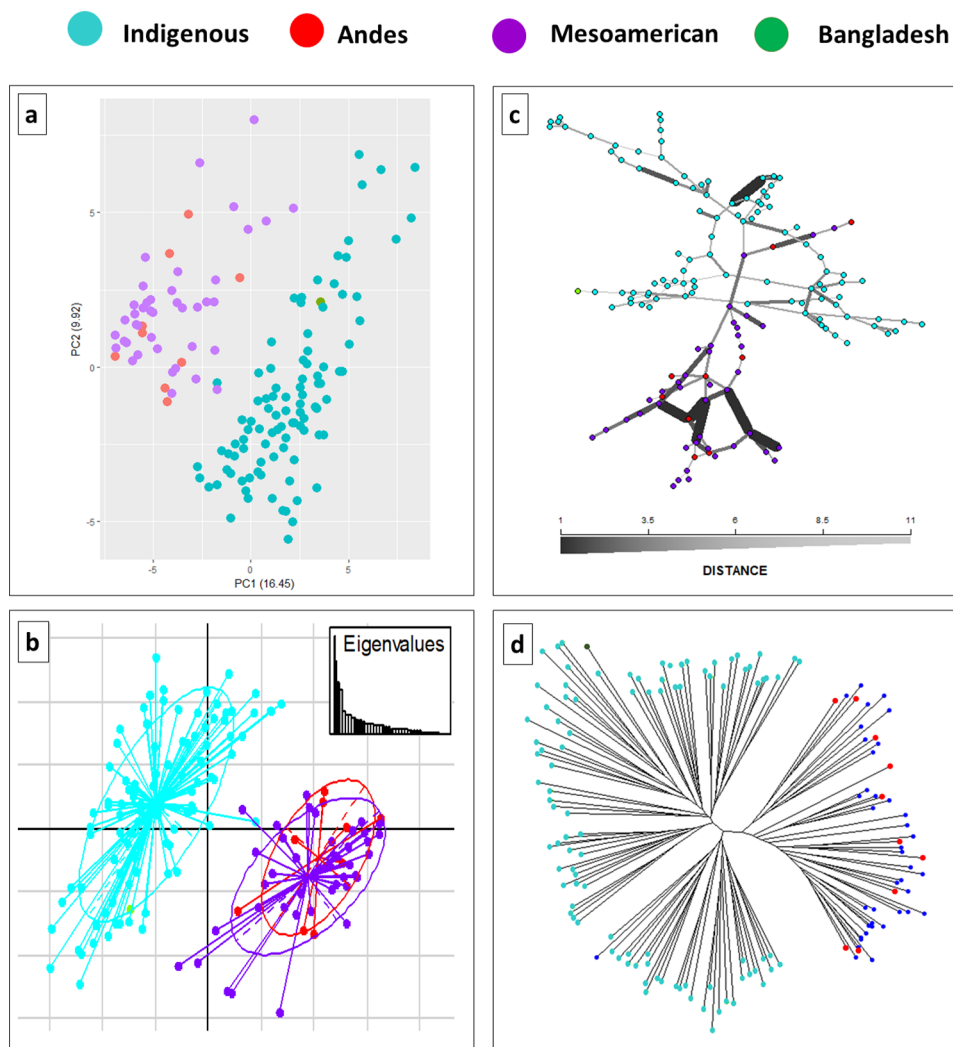 Indigenous Andes Mesoamerican Bangladesh
a
5
0
-5
PC2 (9.92)
-5 0 5
PC1 (16.45)
c
1 3.5 6 8.5 11
DISTANCE
b
Eigenvalues
d